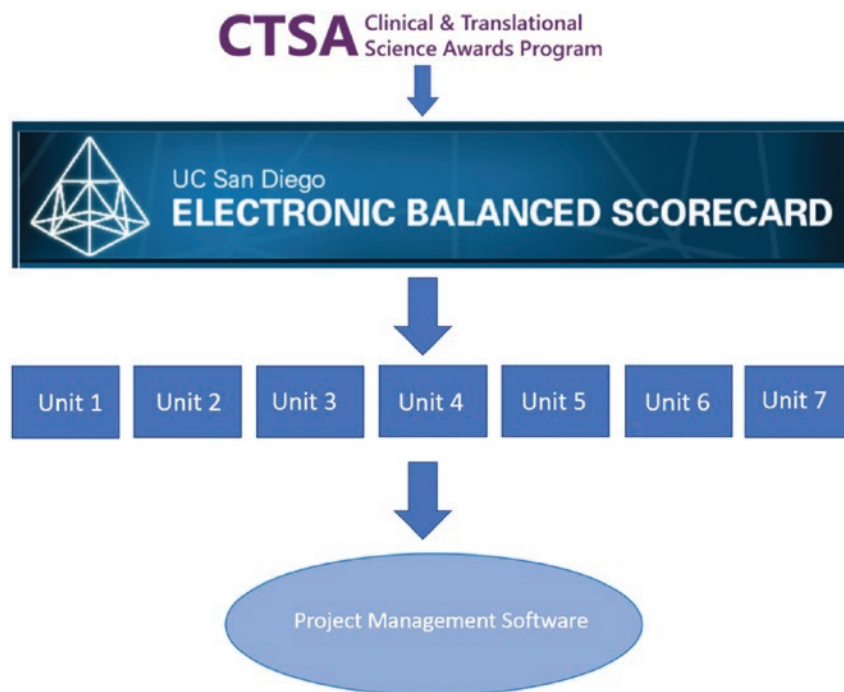 CTSA Clinical & Translational
Science Awards Program
UC San Diego
ELECTRONIC BALANCED SCORECARD
Unit 1 Unit 2 Unit 3 Unit 4 Unit 5 Unit 6 Unit 7
Project Management Software